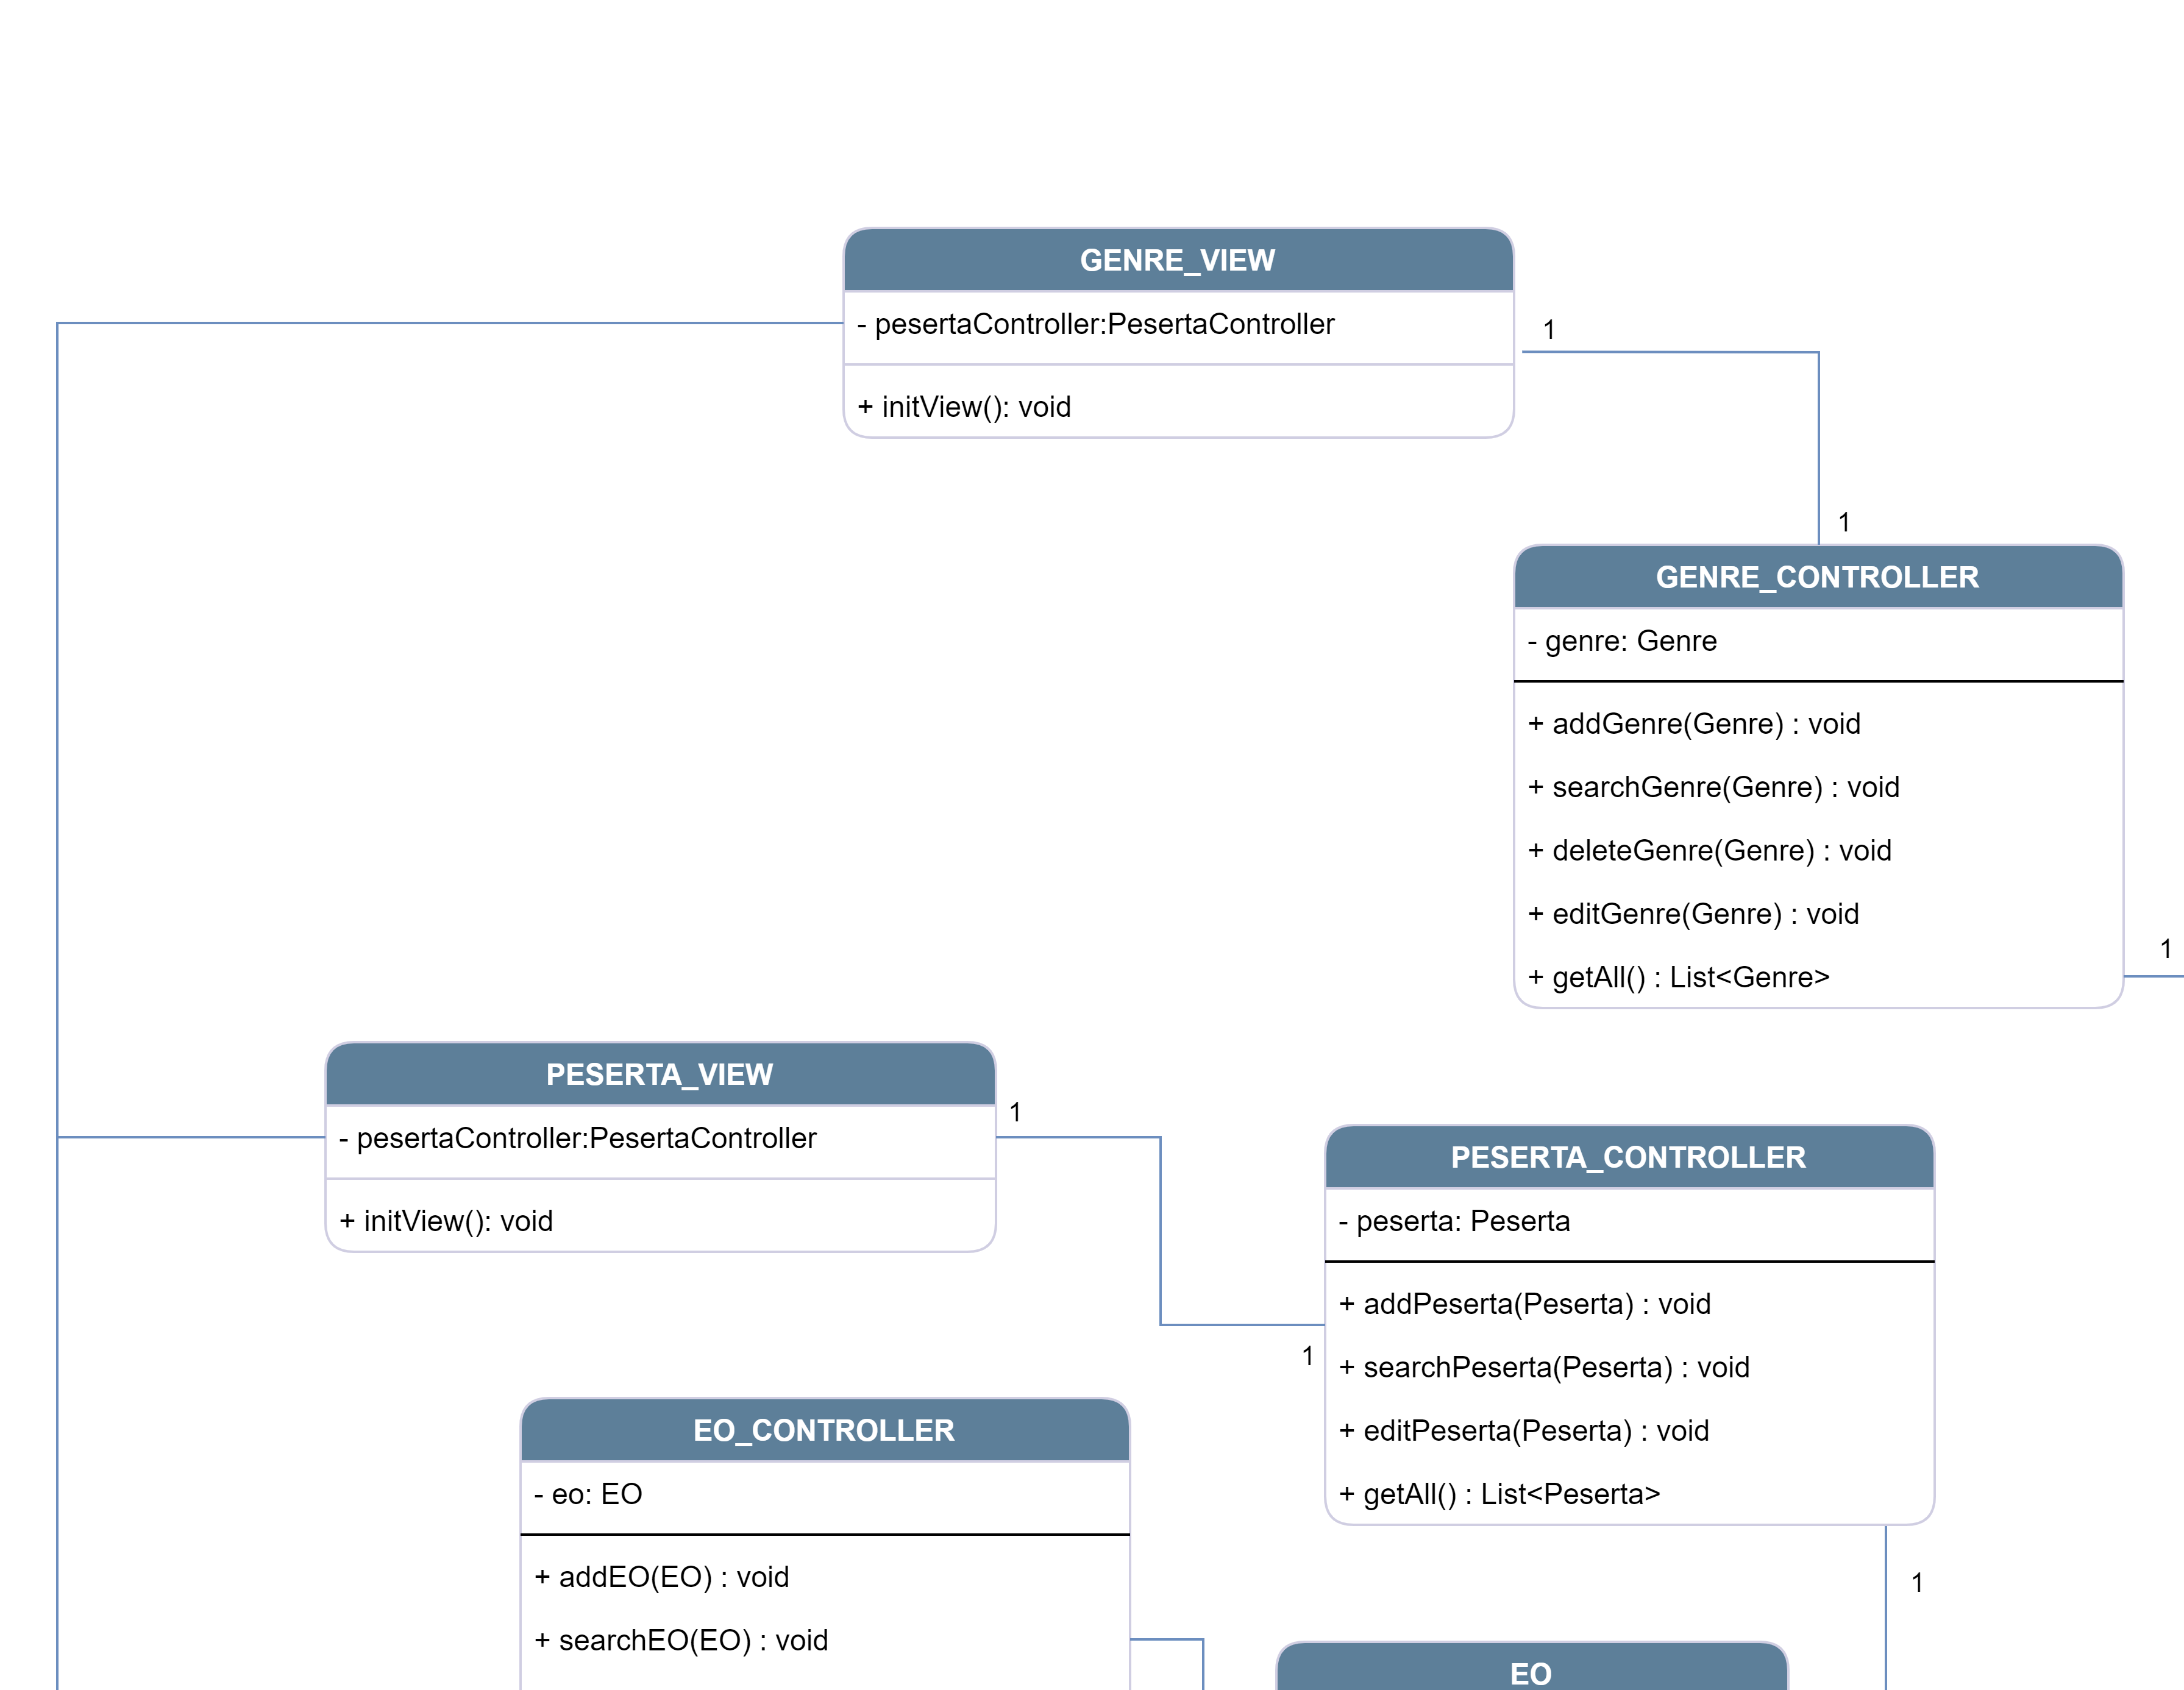 GENRE_VIEW
- pesertaController:PesertaController
+ initView(): void
1
1
GENRE_CONTROLLER
- genre: Genre
+ addGenre(Genre) : void
+ searchGenre(Genre) : void
+ deleteGenre(Genre) : void
+ editGenre(Genre) : void
+ getAll() : List<Genre>
1
PESERTA_VIEW
- pesertaController:PesertaController
+ initView(): void
1
1
PESERTA_CONTROLLER
- peserta: Peserta
+ addPeserta(Peserta) : void
+ searchPeserta(Peserta) : void
+ editPeserta(Peserta) : void
+ getAll() : List<Peserta>
1
EO_CONTROLLER
- eo: EO
+ addEO(EO) : void
+ searchEO(EO) : void
EO